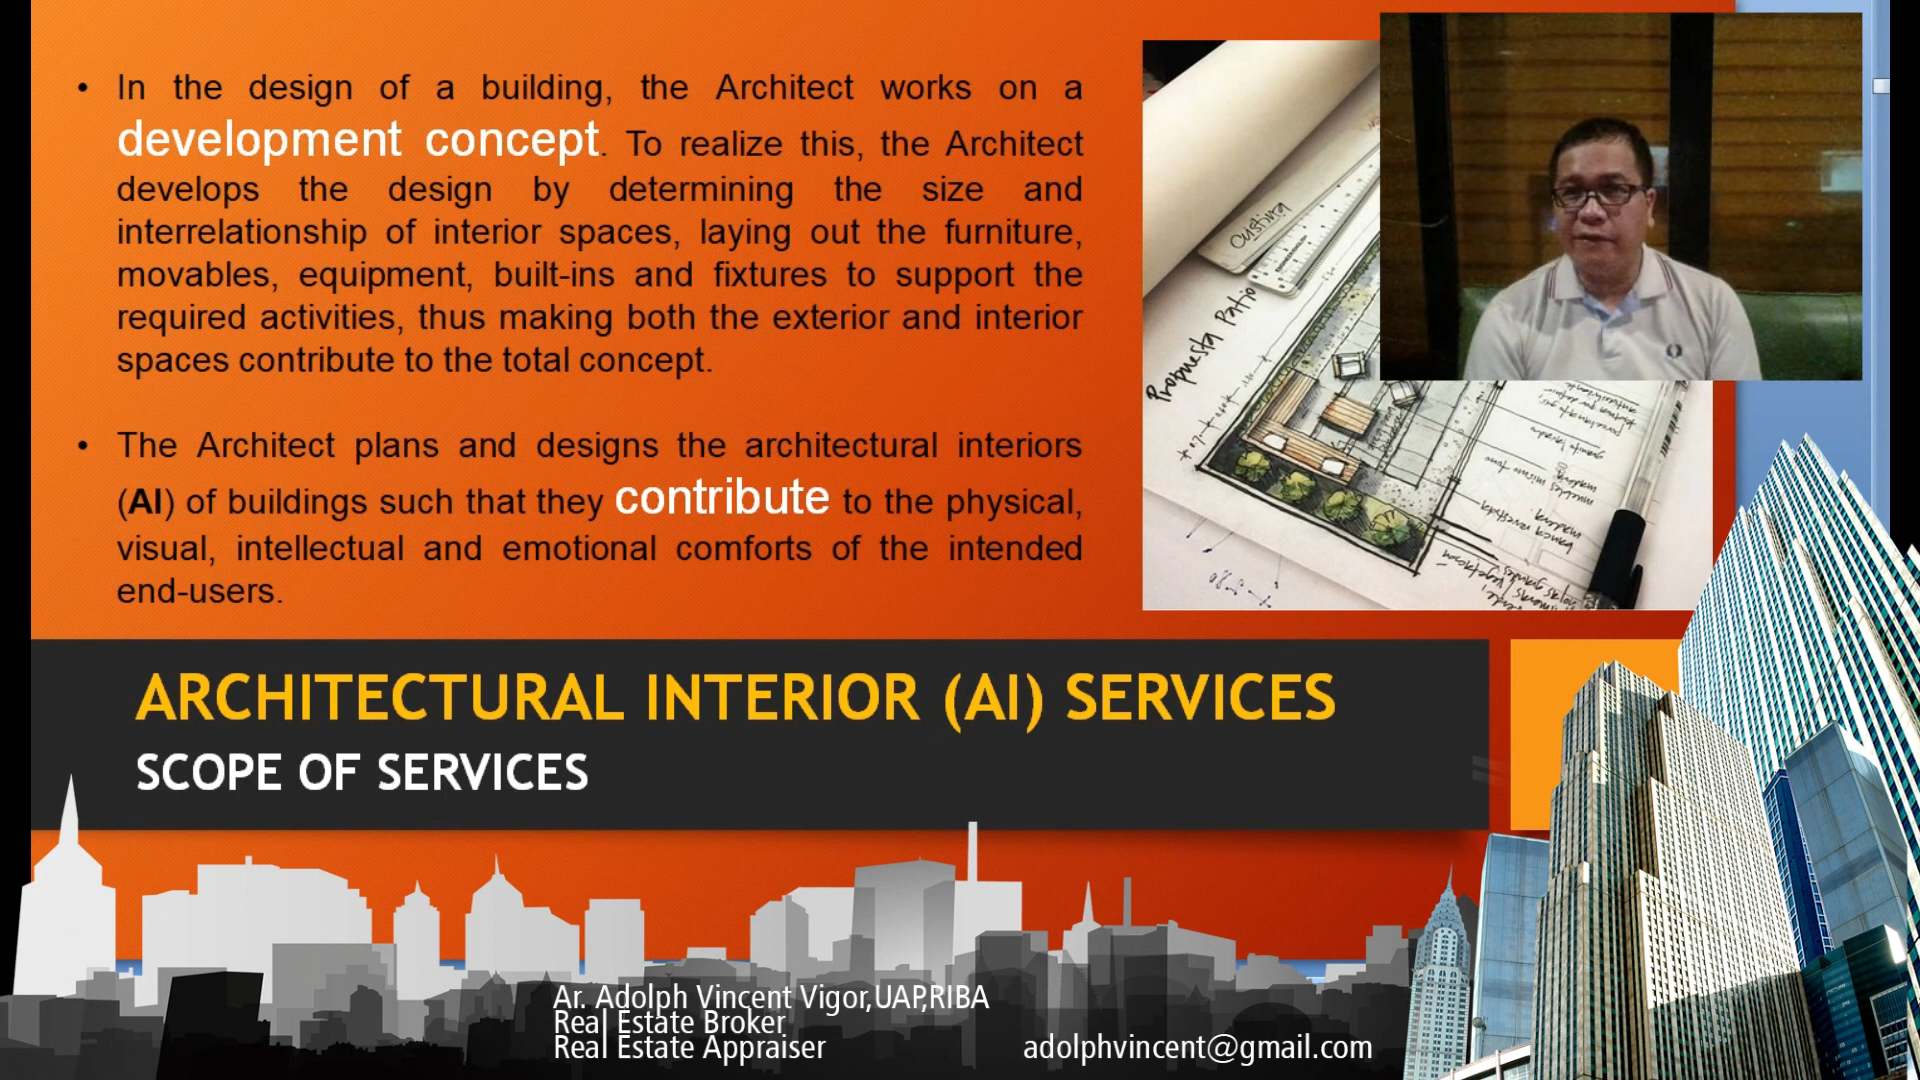 • In the design of a building, the Architect works on a
development concept. To realize this, the Architect
develops the design by determining the size and
interrelationship of interior spaces, laying out the furniture,
movables, equipment, built-ins and fixtures to support the
required activities, thus making both the exterior and interior
spaces contribute to the total concept.
• The Architect plans and designs the architectural interiors
(AI) of buildings such that they contribute to the physical,
visual, intellectual and emotional comforts of the intended
end-users.
Custing
Propuesta Patio
ARCHITECTURAL INTERIOR (AI) SERVICES
SCOPE OF SERVICES
Ar. Adolph Vincent Vigor,UAP,RIBA
Real Estate Broker
Real Estate Appraiser
adolphvincent@gmail.com